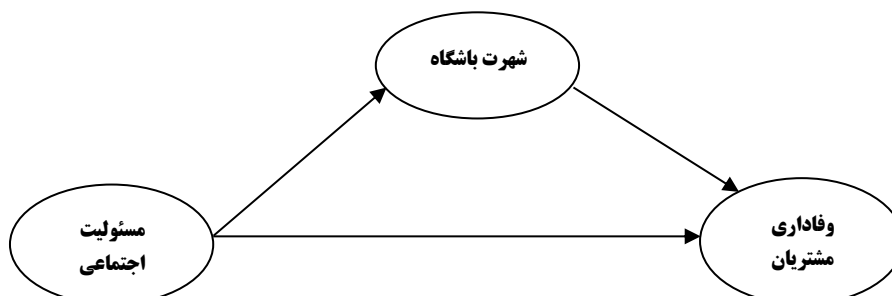 شهرت باشگاه
مسئولیت
اجتماعی
وفاداری
مشتریان